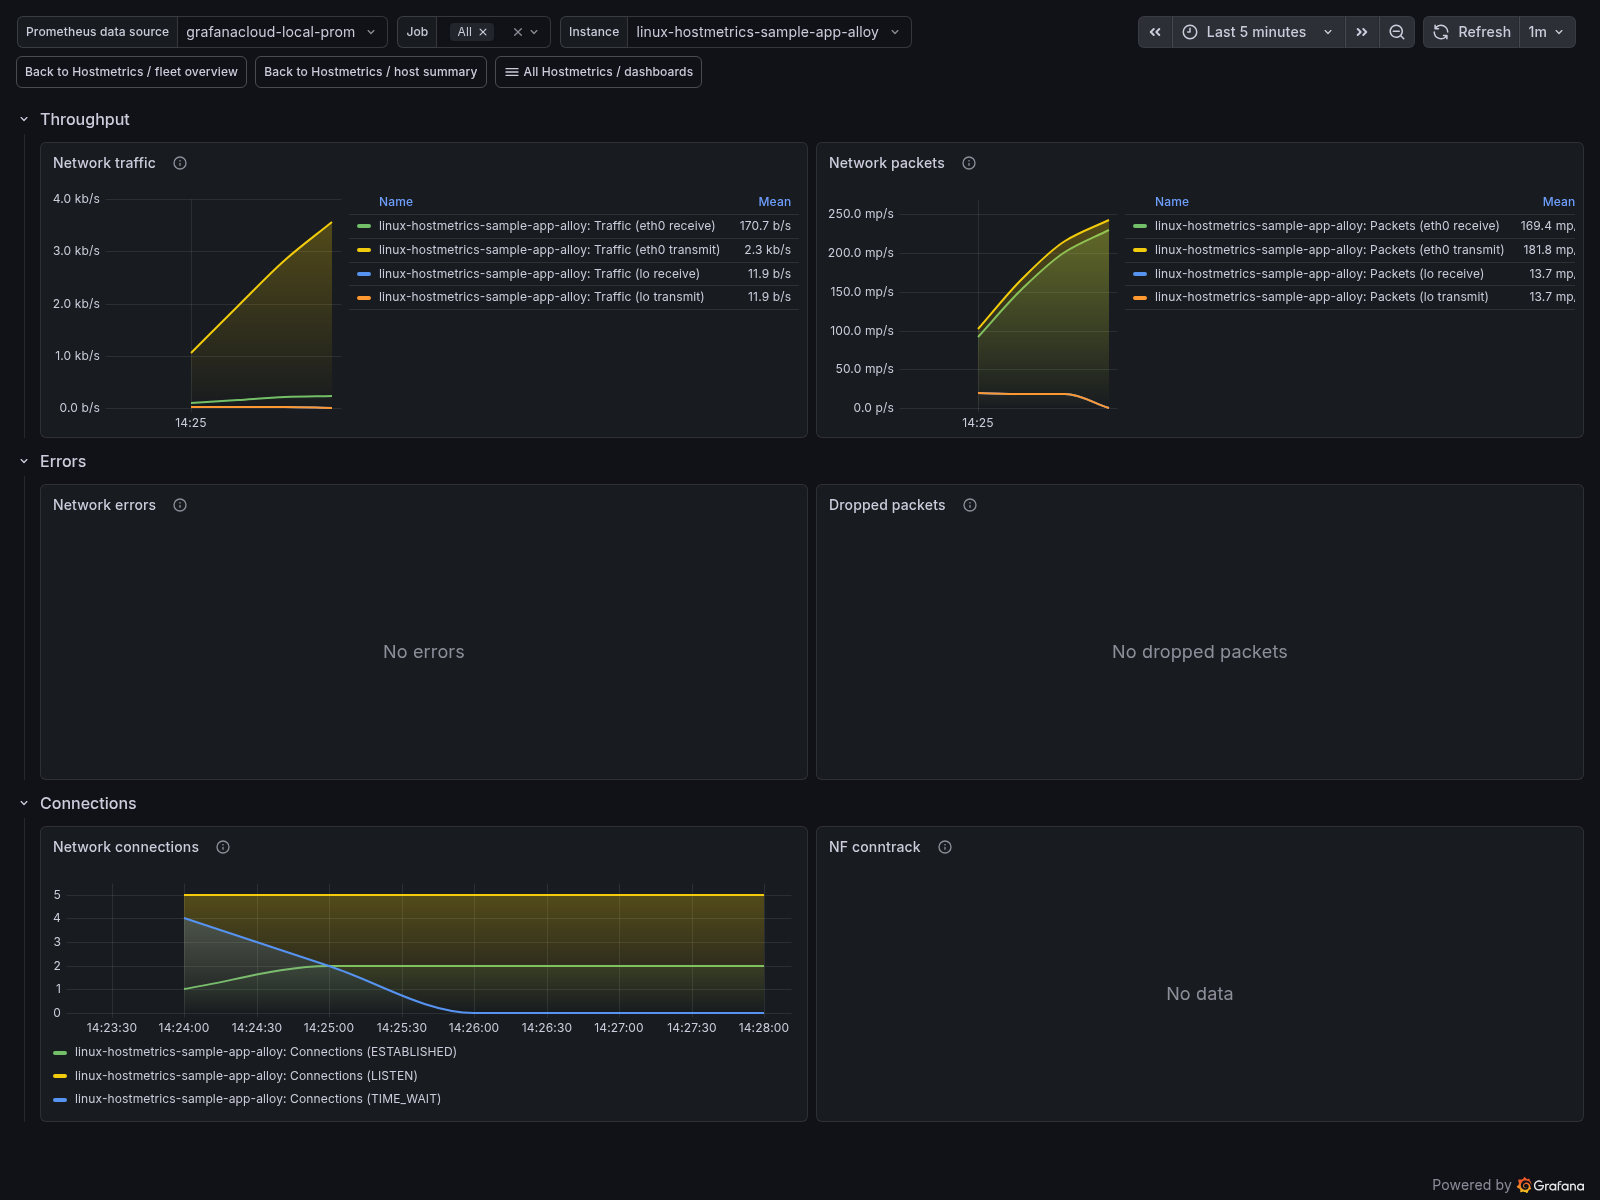 Prometheus data source grafanacloud-local-prom Job All Instance linux-hostmetrics-sample-app-alloy Last 5 minutes Refresh 1m
Back to Hostmetrics / fleet overview Back to Hostmetrics / host summary All Hostmetrics / dashboards
Throughput
Network traffic
4.0 kb/s
3.0 kb/s
2.0 kb/s
1.0 kb/s
0.0 b/s
14:25
Name Mean
linux-hostmetrics-sample-app-alloy: Traffic (eth0 receive) 170.7 b/s
linux-hostmetrics-sample-app-alloy: Traffic (eth0 transmit) 2.3 kb/s
linux-hostmetrics-sample-app-alloy: Traffic (lo receive) 11.9 b/s
linux-hostmetrics-sample-app-alloy: Traffic (lo transmit) 11.9 b/s
Network packets
250.0 mp/s
200.0 mp/s
150.0 mp/s
100.0 mp/s
50.0 mp/s
0.0 p/s
14:25
Name Mean
linux-hostmetrics-sample-app-alloy: Packets (eth0 receive) 169.4 mp
linux-hostmetrics-sample-app-alloy: Packets (eth0 transmit) 181.8 mp
linux-hostmetrics-sample-app-alloy: Packets (lo receive) 13.7 mp
linux-hostmetrics-sample-app-alloy: Packets (lo transmit) 13.7 mp
Errors
Network errors
No errors
Dropped packets
No dropped packets
Connections
Network connections
5
4
3
2
1
0
14:23:30 14:24:00 14:24:30 14:25:00 14:25:30 14:26:00 14:26:30 14:27:00 14:27:30 14:28:00
linux-hostmetrics-sample-app-alloy: Connections (ESTABLISHED)
linux-hostmetrics-sample-app-alloy: Connections (LISTEN)
linux-hostmetrics-sample-app-alloy: Connections (TIME_WAIT)
NF conntrack
No data
Powered by Grafana